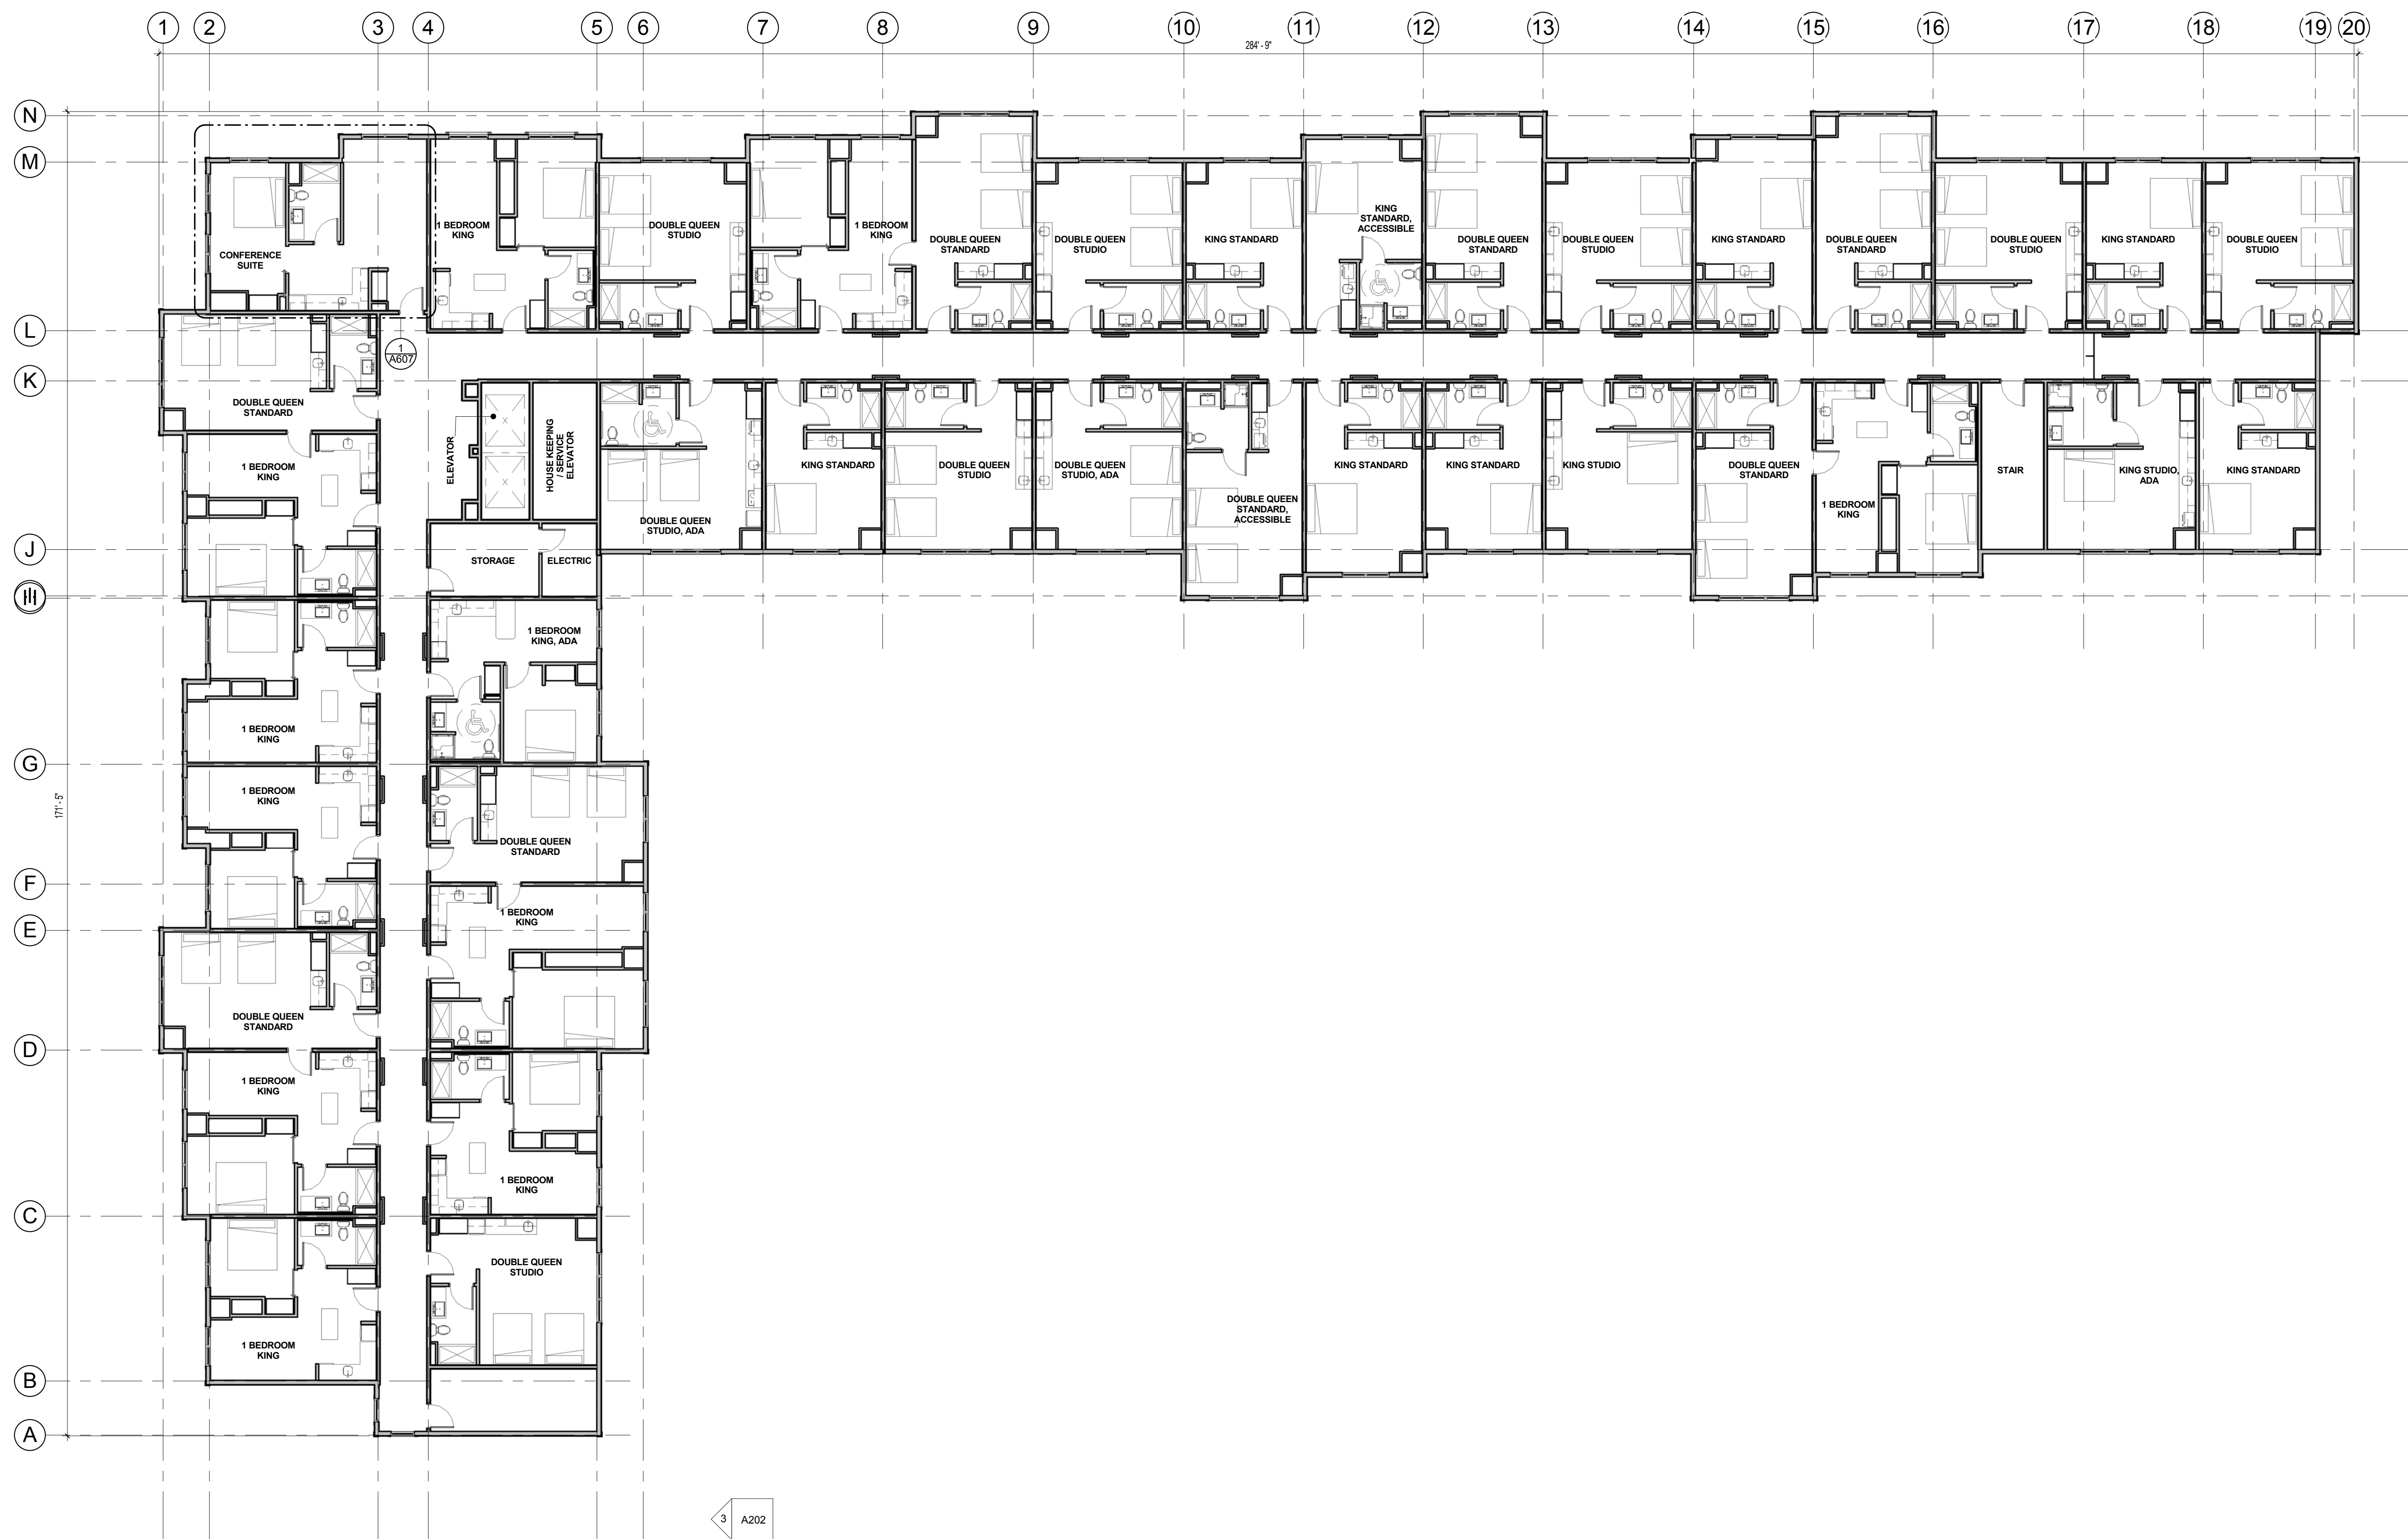 1 2 3 4 5 6 7 8 9 10 11 12 13 14 15 16 17 18 19 20
284' - 9"
N
M
L
K
J
G
F
E
D
C
B
A
171' - 5"
CONFERENCE
SUITE
1 BEDROOM
KING
DOUBLE QUEEN
STUDIO
1 BEDROOM
KING
DOUBLE QUEEN
STANDARD
DOUBLE QUEEN
STUDIO
KING STANDARD
KING
STANDARD,
ACCESSIBLE
DOUBLE QUEEN
STANDARD
DOUBLE QUEEN
STUDIO
KING STANDARD
DOUBLE QUEEN
STANDARD
DOUBLE QUEEN
STUDIO
KING STANDARD
DOUBLE QUEEN
STUDIO
1
A607
DOUBLE QUEEN
STANDARD
1 BEDROOM
KING
ELEVATOR
HOUSE KEEPING
/ SERVICE
ELEVATOR
DOUBLE QUEEN
STUDIO, ADA
KING STANDARD
DOUBLE QUEEN
STUDIO
DOUBLE QUEEN
STUDIO, ADA
DOUBLE QUEEN
STANDARD,
ACCESSIBLE
KING STANDARD
KING STANDARD
KING STUDIO
DOUBLE QUEEN
STANDARD
1 BEDROOM
KING
STAIR
KING STUDIO,
ADA
KING STANDARD
STORAGE
ELECTRIC
1 BEDROOM
KING, ADA
1 BEDROOM
KING
1 BEDROOM
KING
DOUBLE QUEEN
STANDARD
1 BEDROOM
KING
DOUBLE QUEEN
STANDARD
1 BEDROOM
KING
1 BEDROOM
KING
DOUBLE QUEEN
STUDIO
1 BEDROOM
KING
3
A202